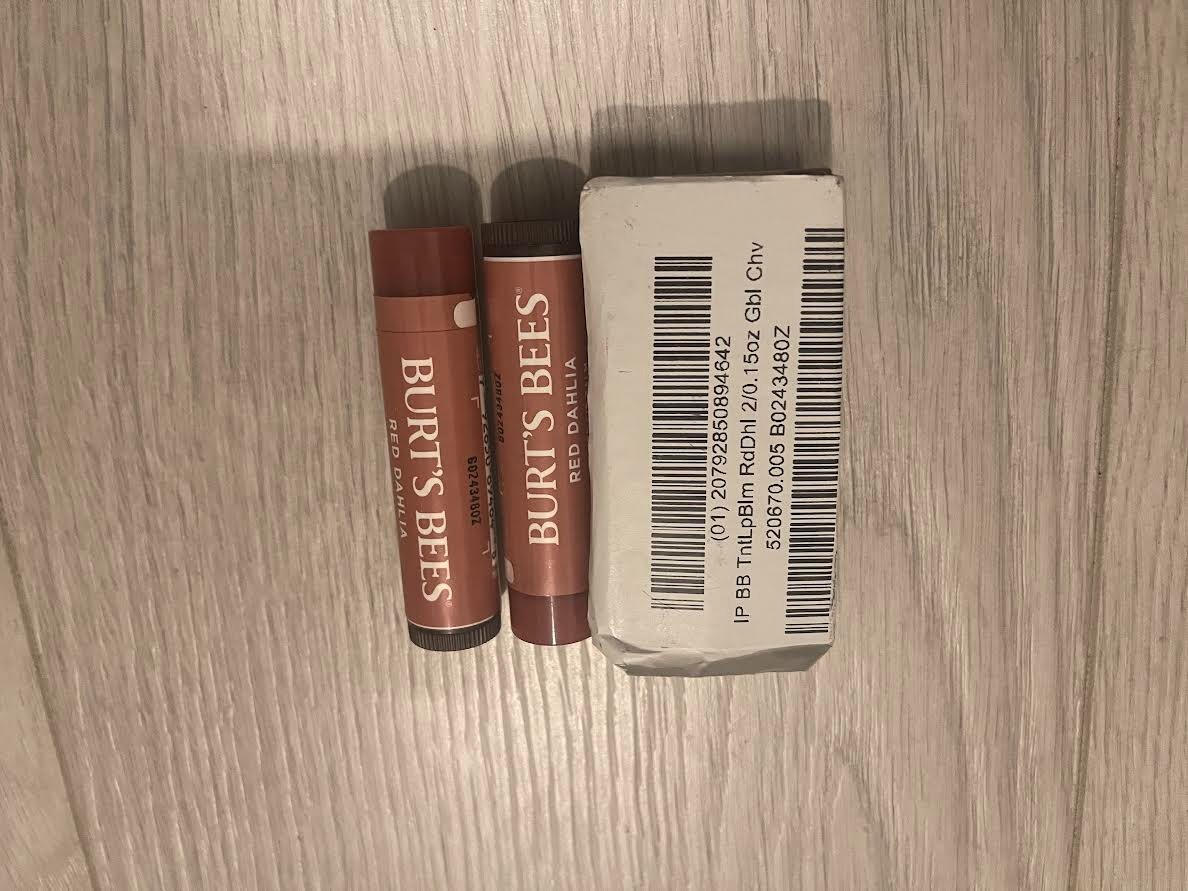 BURT'S BEES®
RED DAHLIA
B0243480Z
BURT'S BEES®
RED DAHLIA
B0243480Z
(01) 20792850894642
IP BB TntLpBlm RdDhl 2/0.15oz Gbl Chv
520670.005 B0243480Z